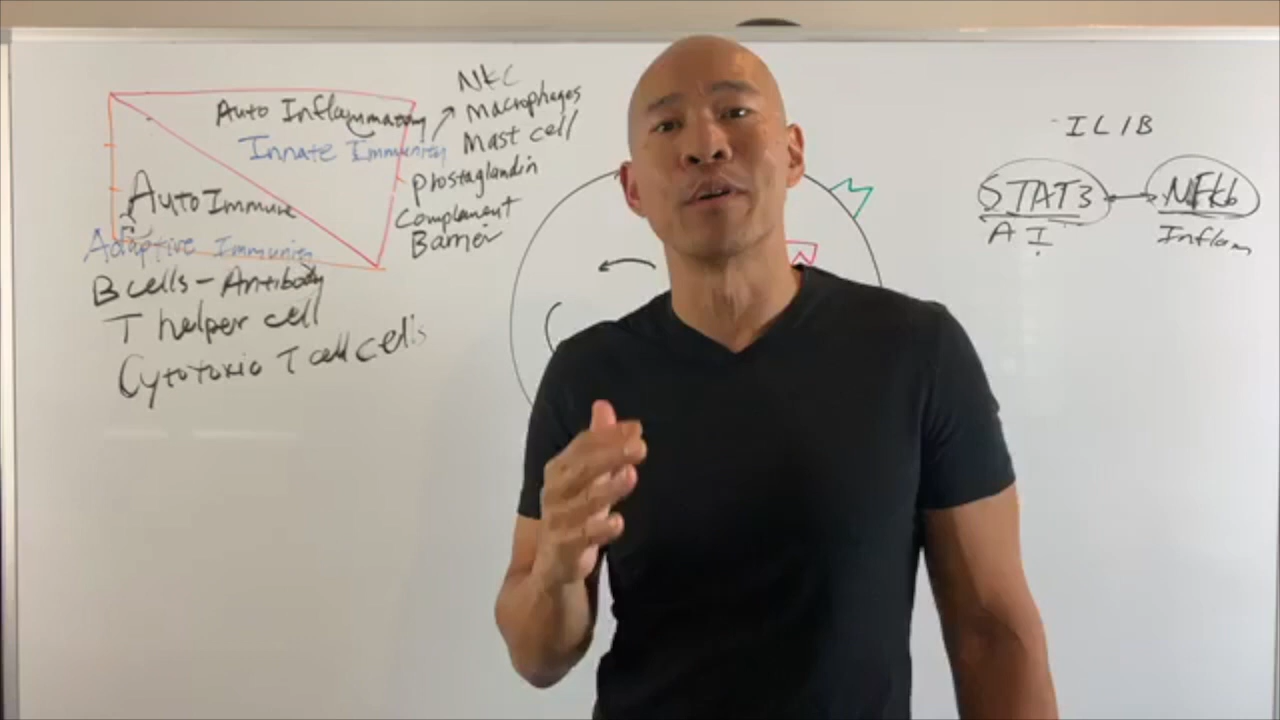 Auto Inflammatory
Innate Immunity
Auto Immune
Adaptive Immunity
B cells - Antibody
T helper cell
Cytotoxic T cell cells
NKC
Macrophages
Mast cell
prostaglandin
Complement
Barrier
- IL1B
STAT3
NFkb
AI
Inflam